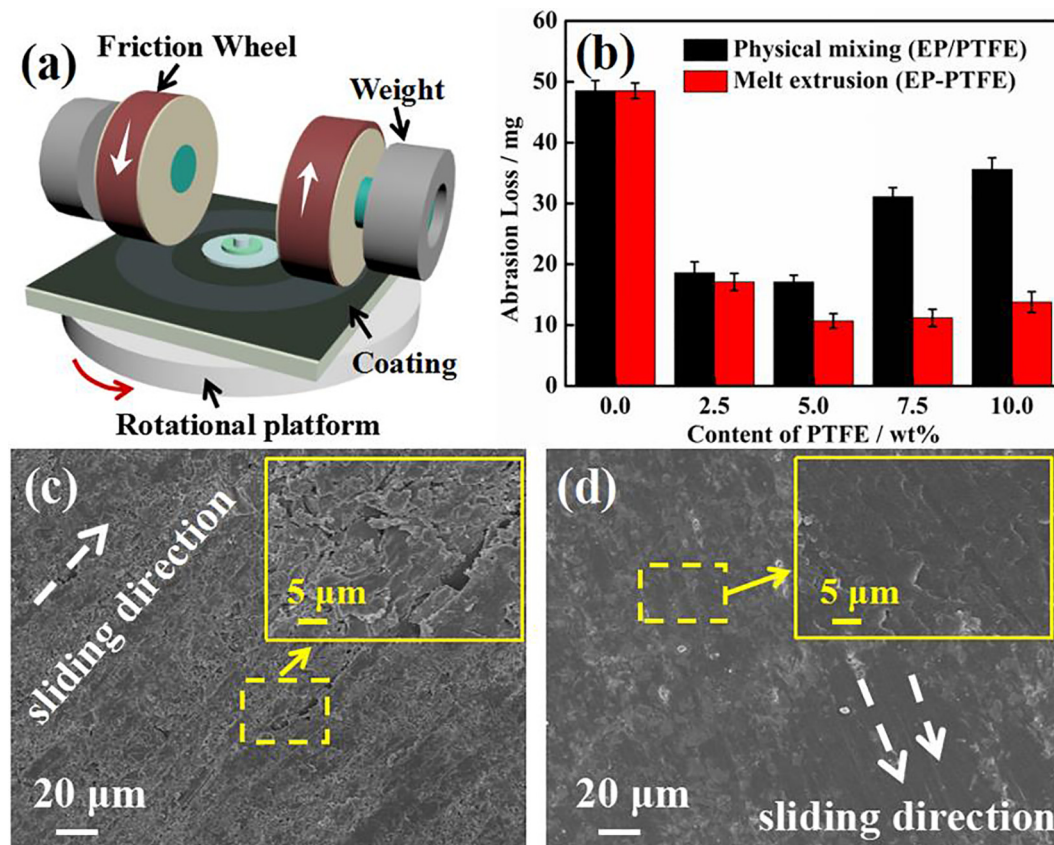 (a)
Friction Wheel
Weight
Coating
Rotational platform
(b)
Physical mixing (EP/PTFE)
Melt extrusion (EP-PTFE)
Abrasion Loss / mg
60
50
40
30
20
10
0
0.0 2.5 5.0 7.5 10.0
Content of PTFE / wt%
(c)
sliding direction
5 μm
20 μm
(d)
5 μm
20 μm
sliding direction